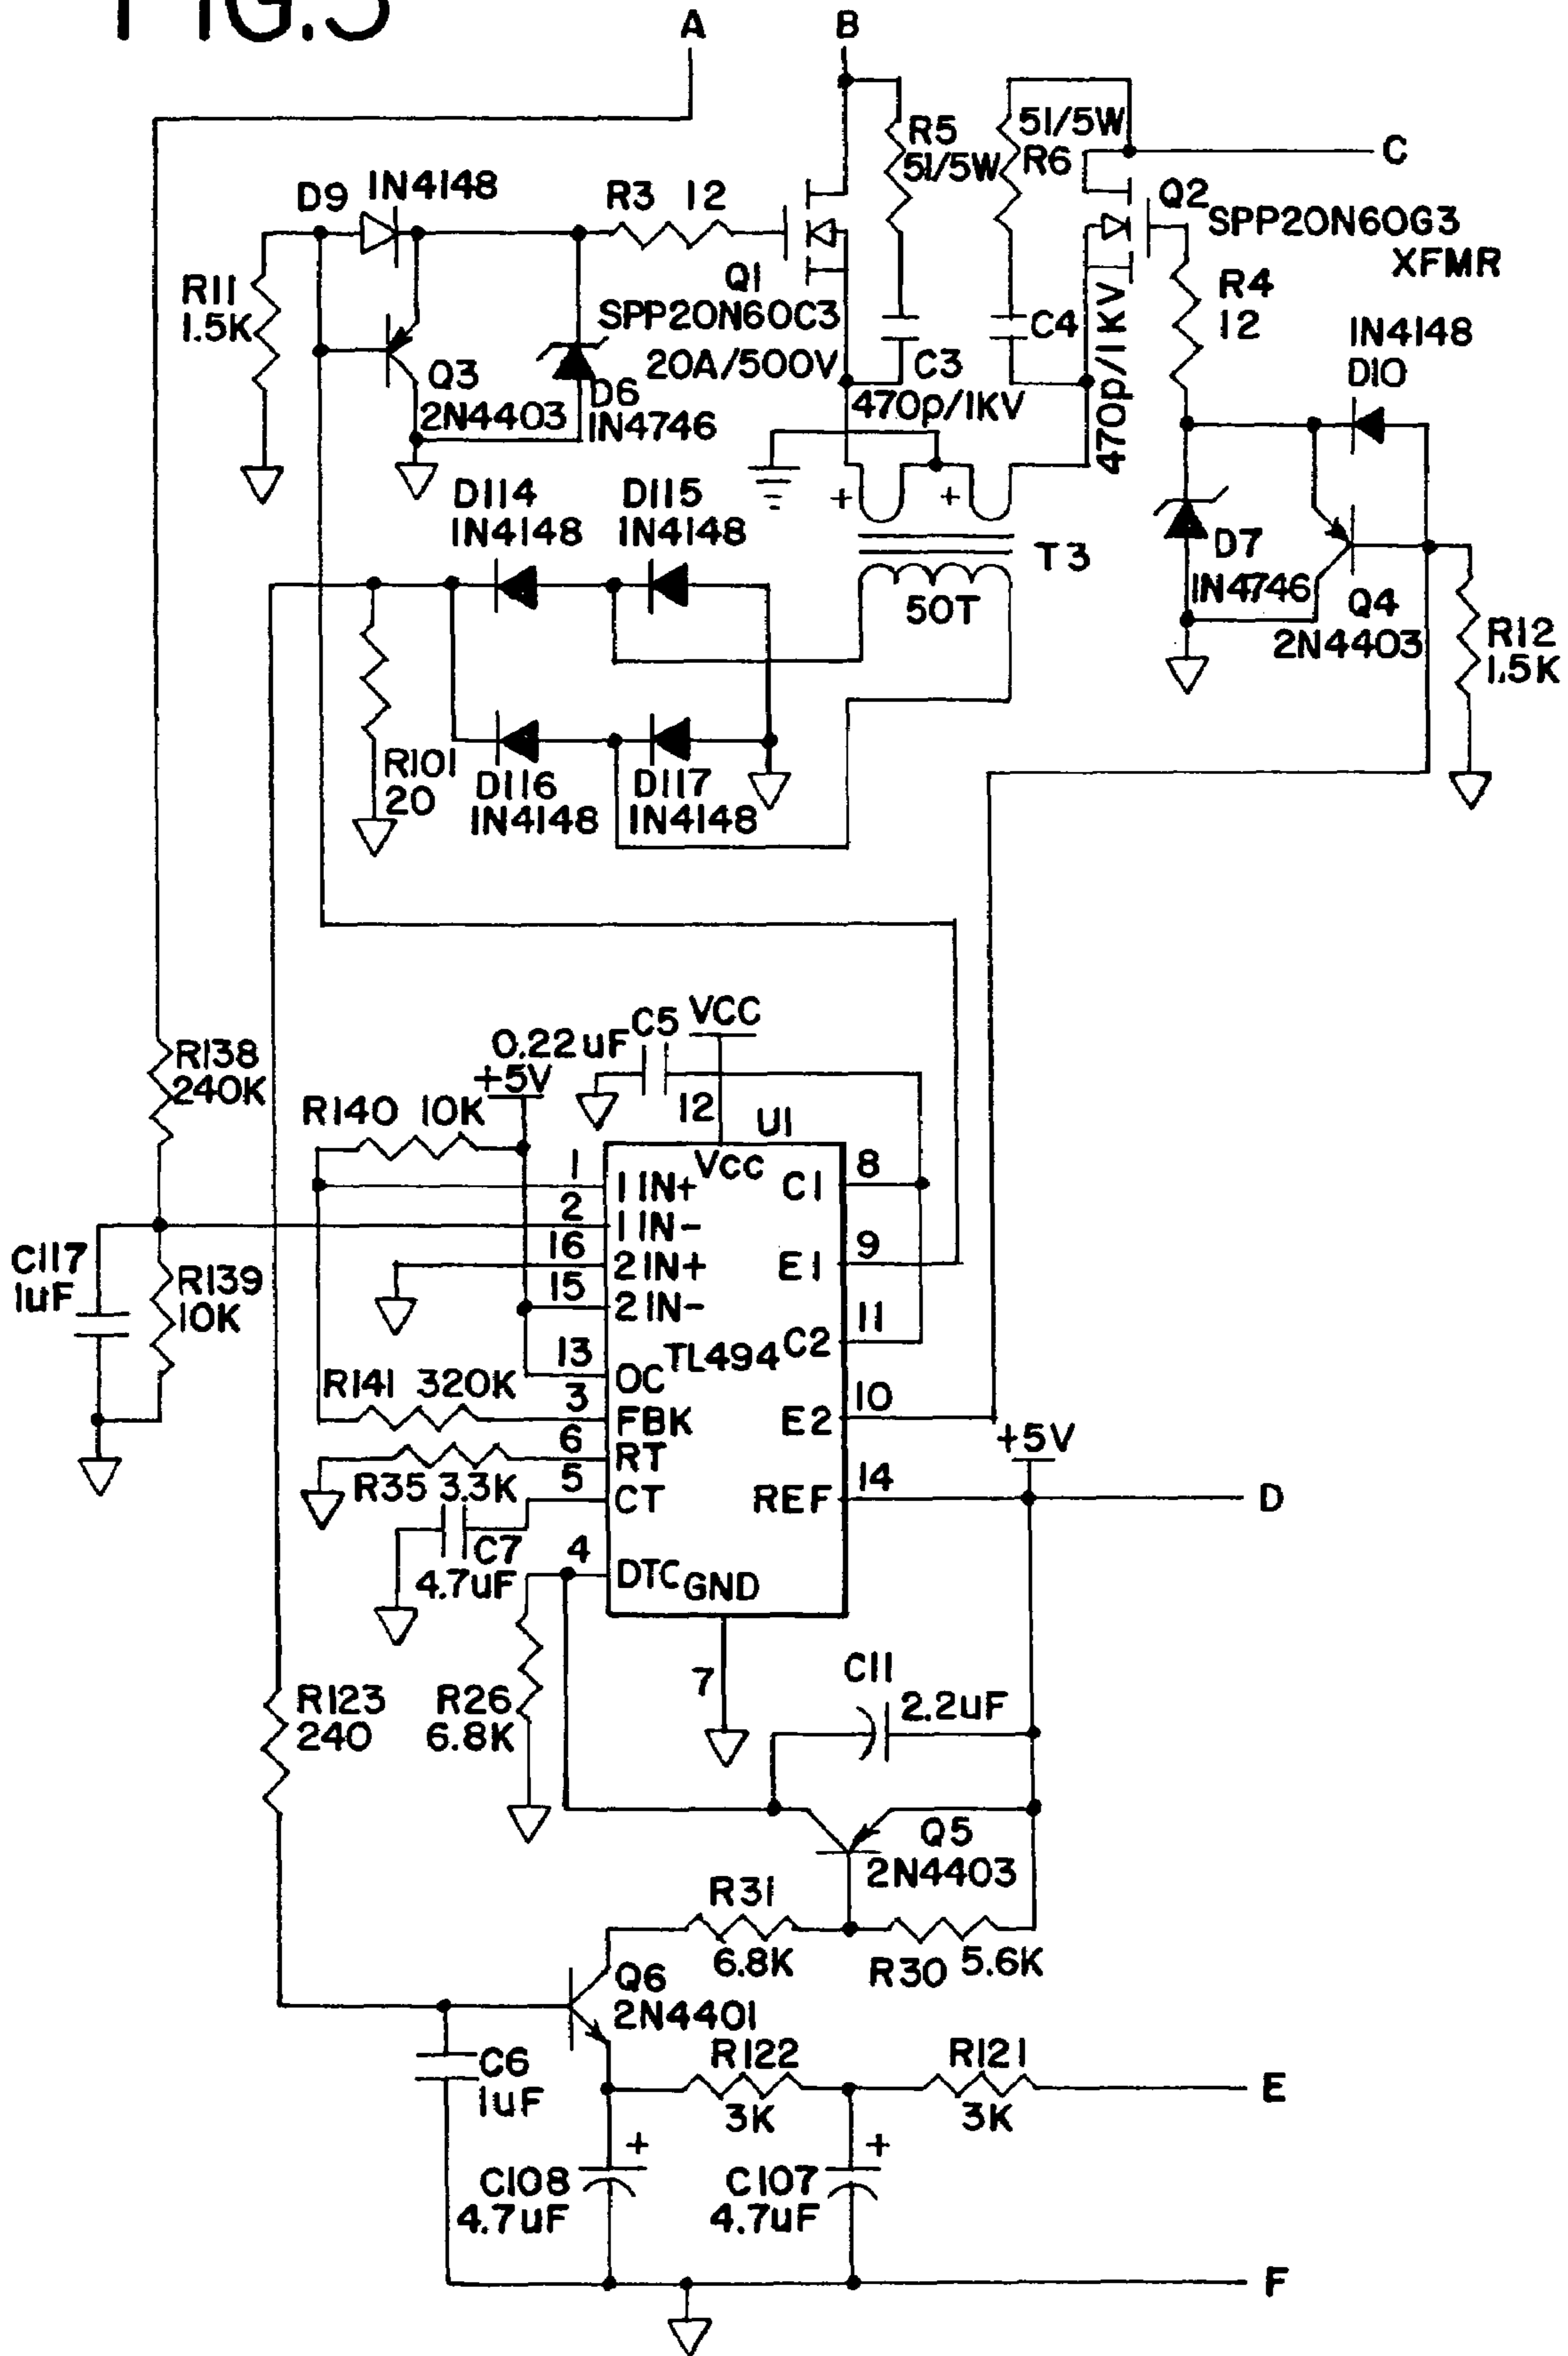 FIG.5
A
B
R5
51/5W
51/5W
R6
C
D9
1N4148
R3 12
Q1
SPP20N60C3
20A/500V
Q2
SPP20N60G3
XFMR
R11
1.5K
Q3
2N4403
D6
1N4746
C3
470p/1KV
C4
470p/1KV
R4
12
1N4148
D10
D114
1N4148
D115
1N4148
+
+
T3
50T
D7
1N4746
Q4
2N4403
R12
1.5K
R101
20
D116
1N4148
D117
1N4148
R138
240K
0.22uF
C5
VCC
+5V
R140 10K
12
U1
Vcc
1
1IN+
2
1IN-
16
2IN+
15
2IN-
13
OC
3
FBK
6
RT
5
CT
4
DTC
GND
TL494
C1
8
E1
9
C2
11
E2
10
REF
14
+5V
D
C117
1uF
R139
10K
R141 320K
R35 3.3K
C7
4.7uF
7
R26
6.8K
R123
240
C11
2.2uF
Q5
2N4403
R31
6.8K
R30
5.6K
Q6
2N4401
C6
1uF
R122
3K
R121
3K
E
+
C108
4.7uF
+
C107
4.7uF
F